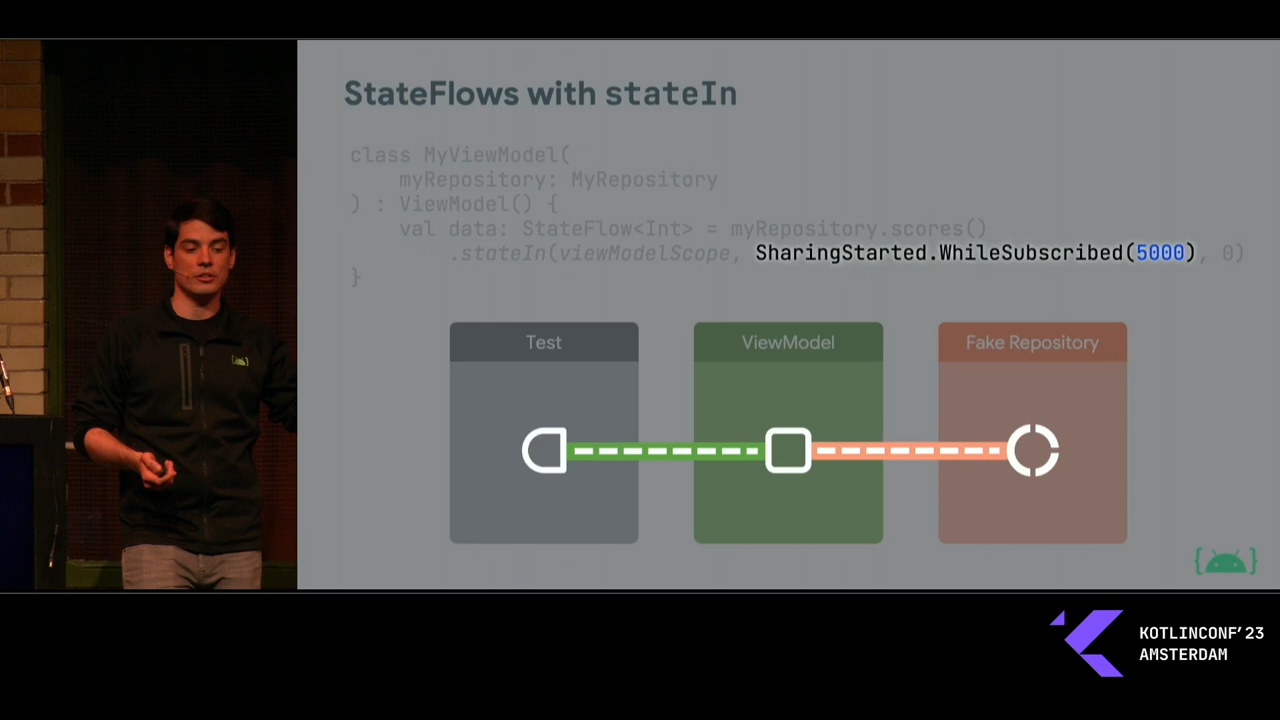 StateFlows with stateIn
class MyViewModel(
    myRepository: MyRepository
) : ViewModel() {
    val data: StateFlow<Int> = myRepository.scores()
        .stateIn(viewModelScope, SharingStarted.WhileSubscribed(5000), 0)
}
Test
ViewModel
Fake Repository
KOTLINCONF'23
AMSTERDAM